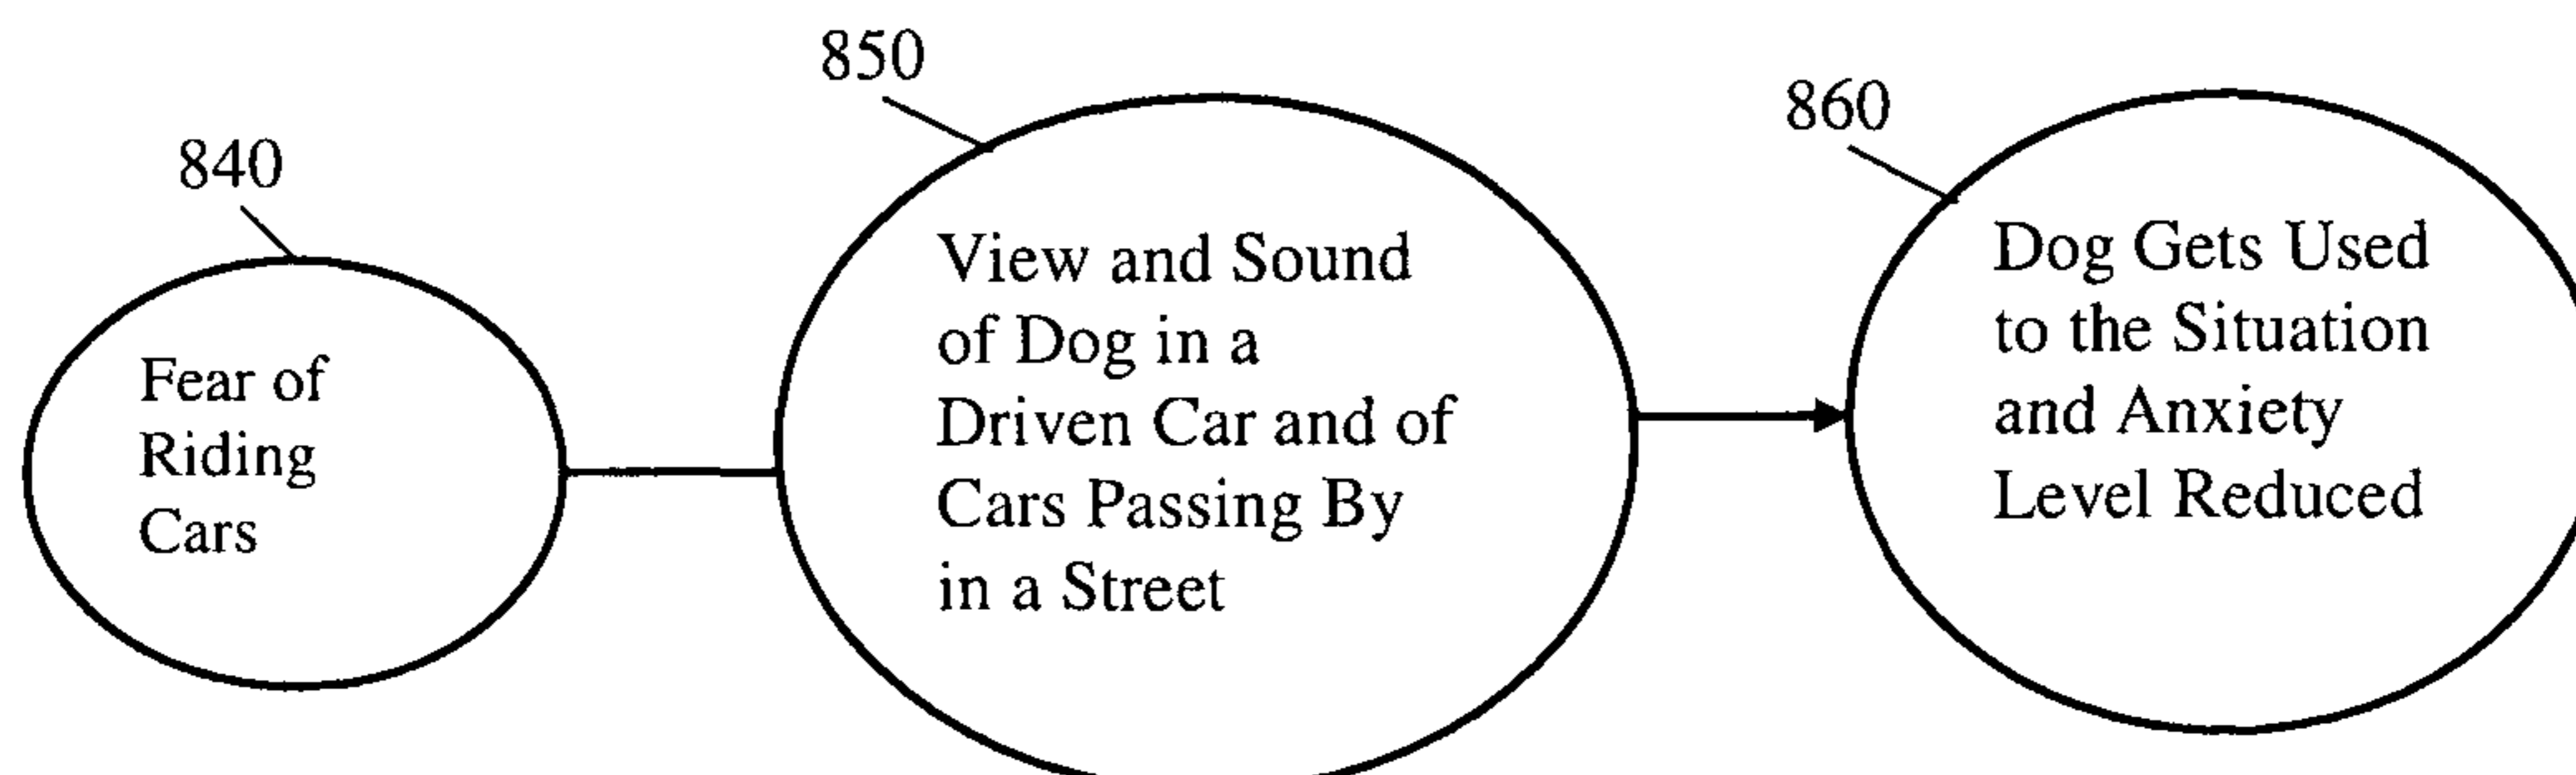 840
Fear of
Riding
Cars
850
View and Sound
of Dog in a
Driven Car and of
Cars Passing By
in a Street
860
Dog Gets Used
to the Situation
and Anxiety
Level Reduced